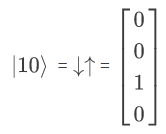 |10⟩ = ↓↑ = [0
0
1
0]